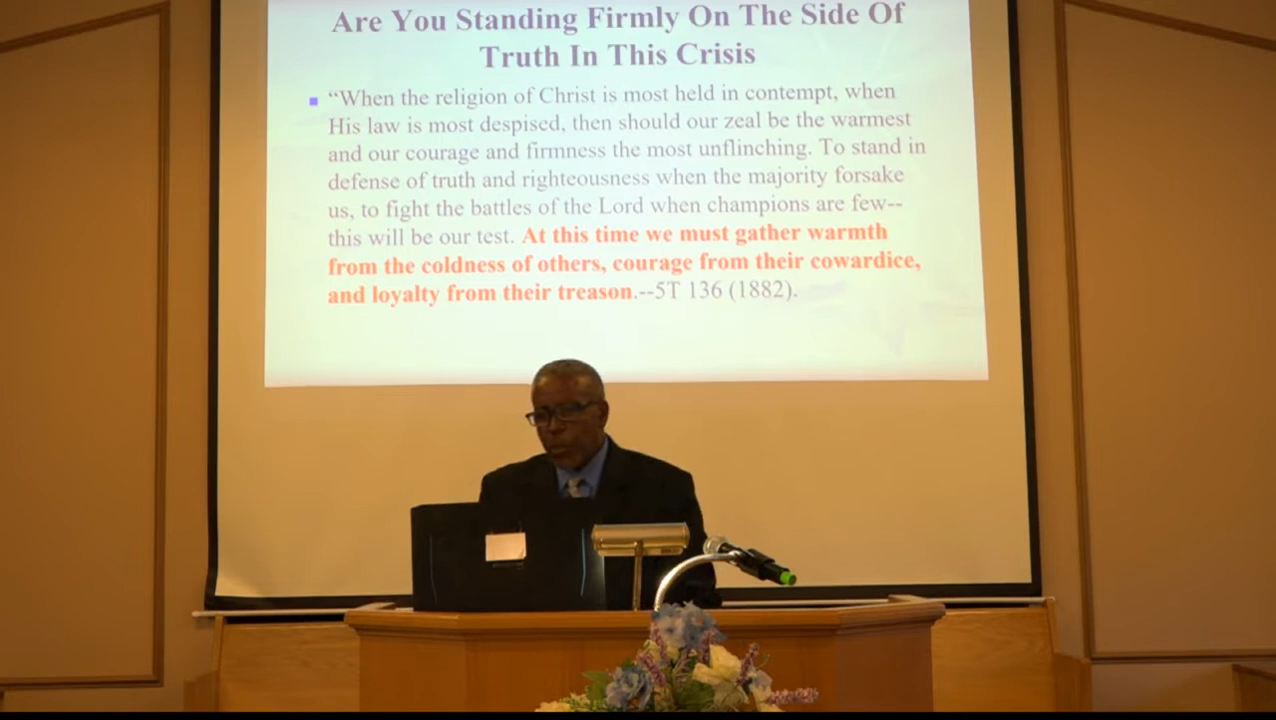 Are You Standing Firmly On The Side Of
Truth In This Crisis
“When the religion of Christ is most held in contempt, when
His law is most despised, then should our zeal be the warmest
and our courage and firmness the most unflinching. To stand in
defense of truth and righteousness when the majority forsake
us, to fight the battles of the Lord when champions are few--
this will be our test. At this time we must gather warmth
from the coldness of others, courage from their cowardice,
and loyalty from their treason.--5T 136 (1882).